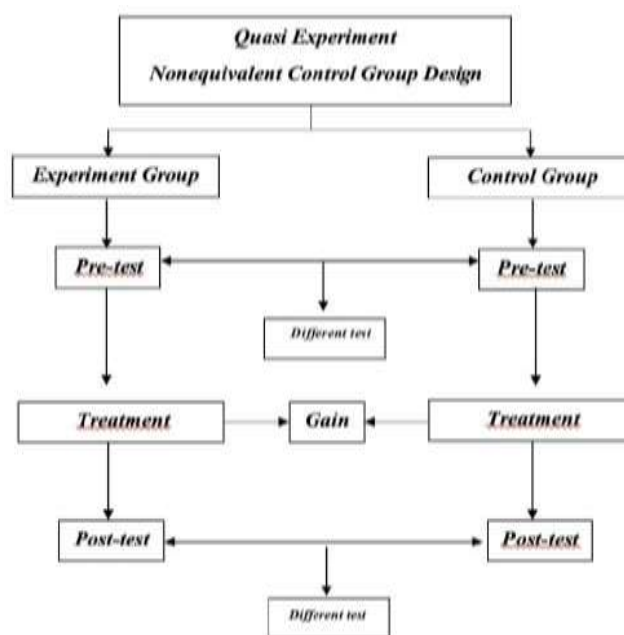 Quasi Experiment
Nonequivalent Control Group Design
Experiment Group
Control Group
Pre-test
Pre-test
Different test
Treatment
Gain
Treatment
Post-test
Post-test
Different test